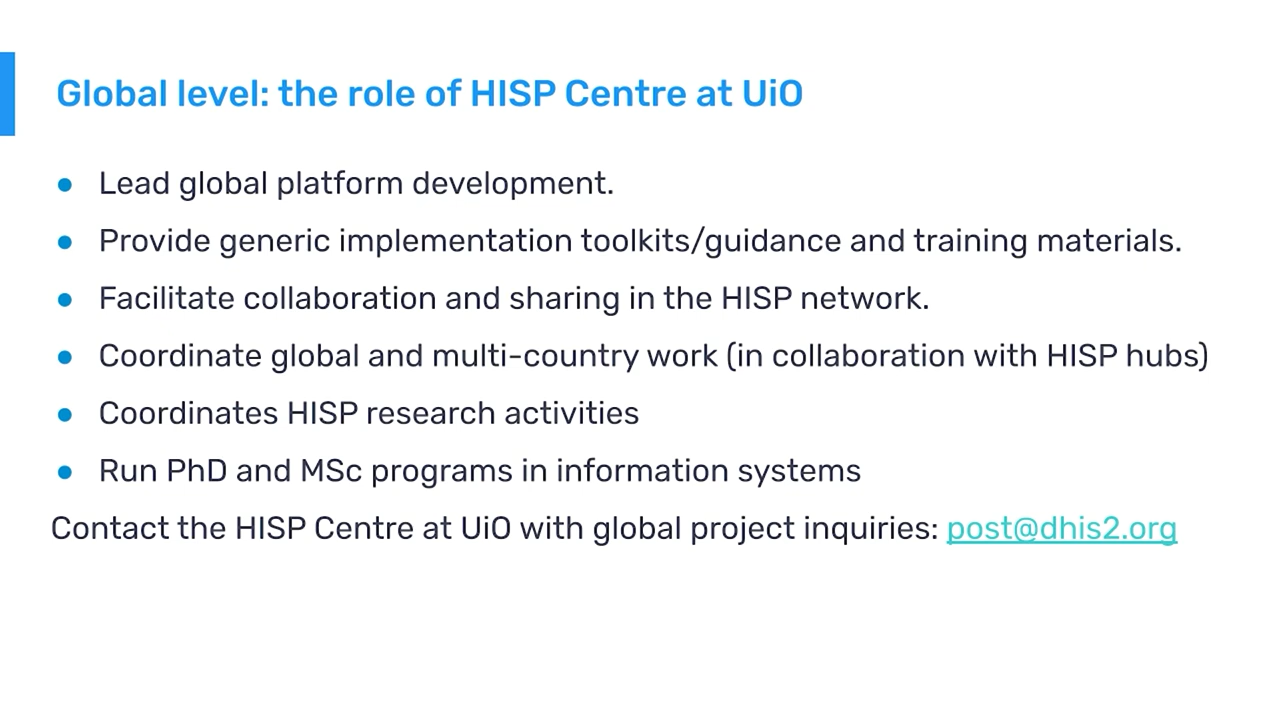 Global level: the role of HISP Centre at UiO
● Lead global platform development.
● Provide generic implementation toolkits/guidance and training materials.
● Facilitate collaboration and sharing in the HISP network.
● Coordinate global and multi-country work (in collaboration with HISP hubs)
● Coordinates HISP research activities
● Run PhD and MSc programs in information systems
Contact the HISP Centre at UiO with global project inquiries: post@dhis2.org